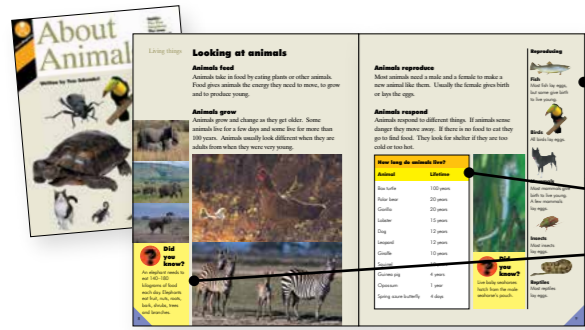 About
Animals
Living things
Looking at animals
Animals feed
Animals take in food by eating plants or other animals.
Food gives animals the energy they need to move, to grow
and to produce young.
Animals grow
Animals grow and change as they get older. Some
animals live for a few days and some live for more than
100 years. Animals usually look different when they are
adults from when they were very young.
Did
you
know?
An elephant needs to
eat 140–180
kilograms of food
each day. Elephants
eat fruit, nuts, roots,
bark, shrubs, trees
and branches.
Animals reproduce
Most animals need a male and a female to make a
new animal like them. Usually the female gives birth
or lays the eggs.
Animals respond
Animals respond to different things. If animals sense
danger they move away. If there is no food to eat they
go to find food. They look for shelter if they are too
cold or too hot.
How long do animals live?
Animal Lifetime
Box turtle 100 years
Polar bear 20 years
Gorilla 20 years
Lobster 15 years
Dog 12 years
Leopard 12 years
Giraffe 10 years
Squirrel
Guinea pig 4 years
Opossum 1 year
Spring azure butterfly 4 days
Did
you
know?
Live baby seahorses
hatch from the male
seahorse's pouch.
Reproducing
Fish
Most fish lay eggs,
but some give birth
to live young.
Birds
All birds lay eggs.
Most mammals give
birth to live young.
A few mammals
lay eggs.
Insects
Most insects
lay eggs.
Reptiles
Most reptiles
lay eggs.